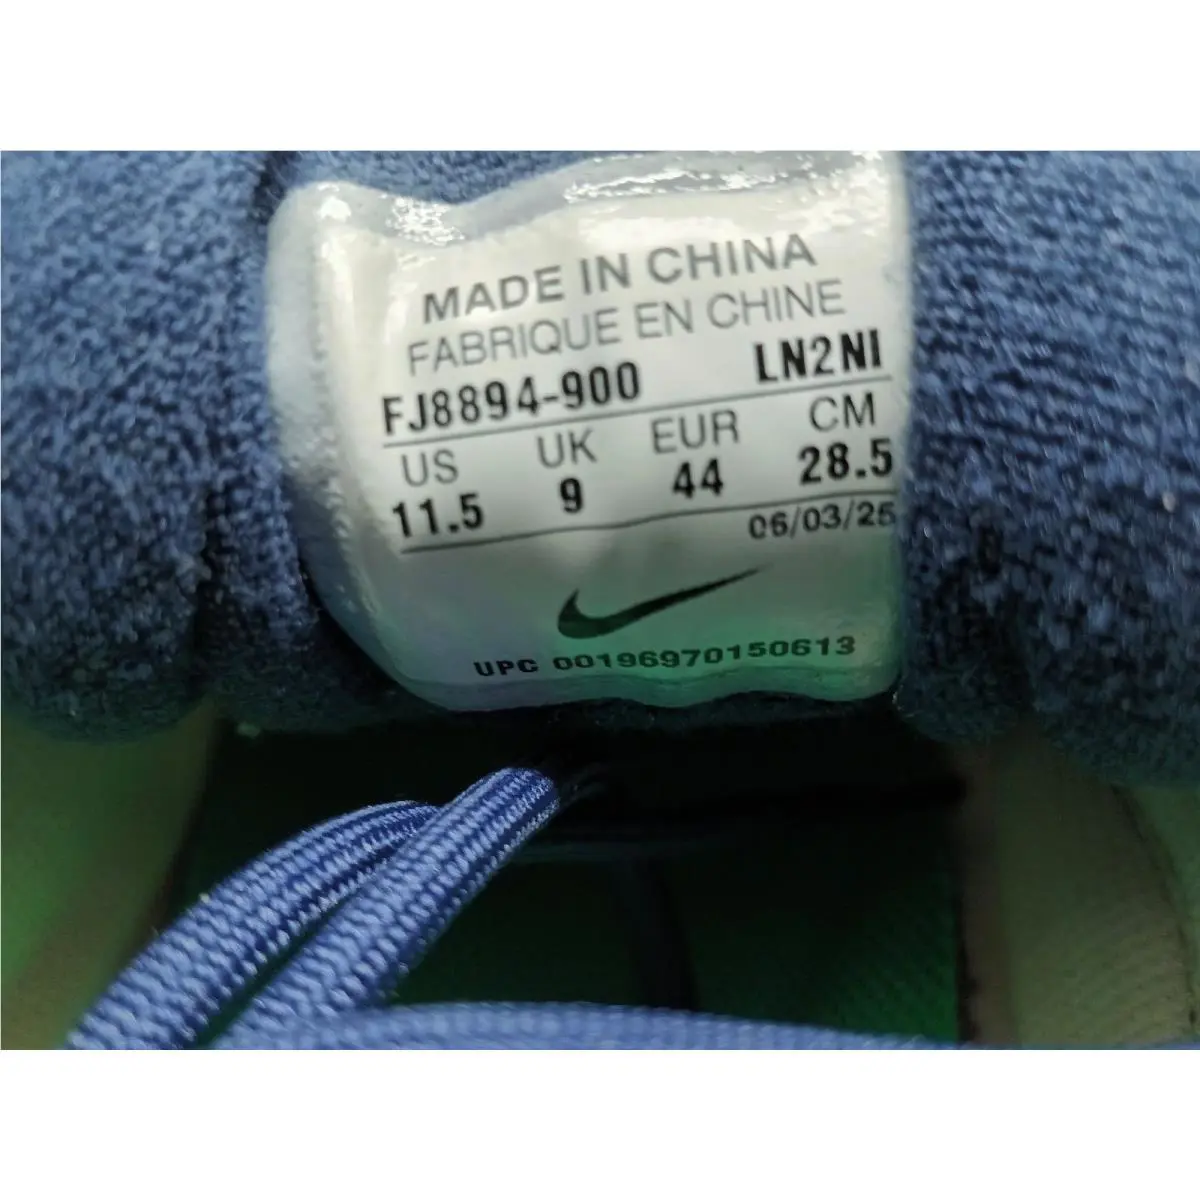 MADE IN CHINA
FABRIQUE EN CHINE
FJ8894-900 LN2NI
US UK EUR CM
11.5 9 44 28.5
06/03/25
UPC 00196970150613